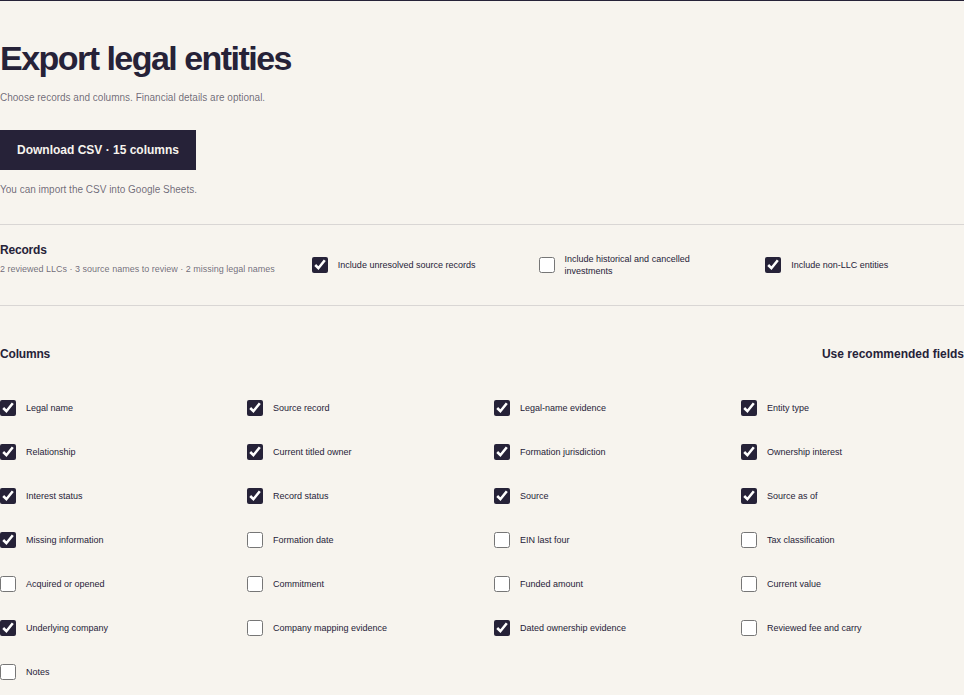 Export legal entities
Choose records and columns. Financial details are optional.
Download CSV · 15 columns
You can import the CSV into Google Sheets.
Records
2 reviewed LLCs · 3 source names to review · 2 missing legal names
Include unresolved source records
Include historical and cancelled
investments
Include non-LLC entities
Columns
Use recommended fields
Legal name
Source record
Legal-name evidence
Entity type
Relationship
Current titled owner
Formation jurisdiction
Ownership interest
Interest status
Record status
Source
Source as of
Missing information
Formation date
EIN last four
Tax classification
Acquired or opened
Commitment
Funded amount
Current value
Underlying company
Company mapping evidence
Dated ownership evidence
Reviewed fee and carry
Notes